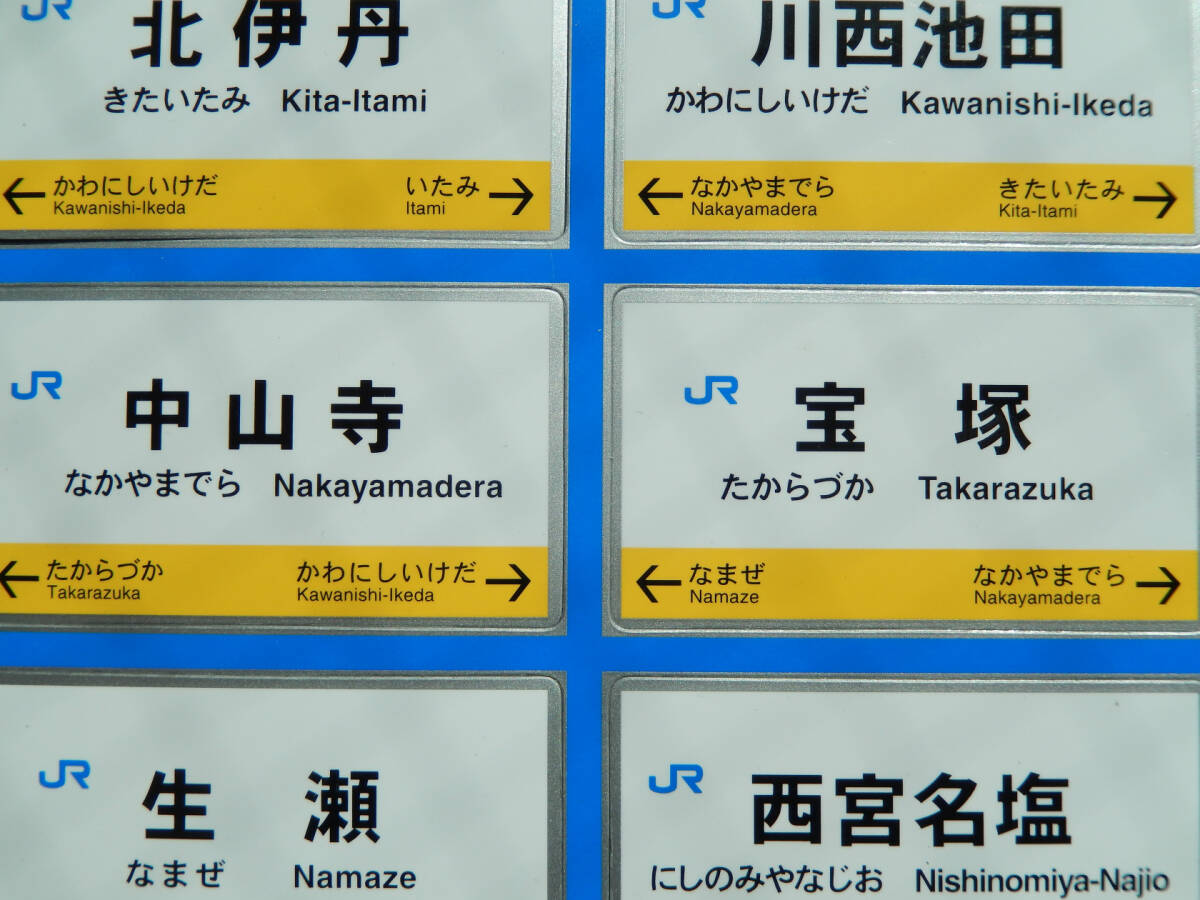 JR
北伊丹
きたいたみ Kita-Itami
← かわにしいけだ いたみ →
Kawanishi-Ikeda Itami
JR
川西池田
かわにしいけだ Kawanishi-Ikeda
← なかやまでら きたいたみ →
Nakayamadera Kita-Itami
JR 中山寺
なかやまでら Nakayamadera
← たからづか かわにしいけだ →
Takarazuka Kawanishi-Ikeda
JR 宝塚
たからづか Takarazuka
← なまぜ なかやまでら →
Namaze Nakayamadera
JR 生瀬
なまぜ Namaze
JR 西宮名塩
にしのみやなじお Nishinomiya-Najio